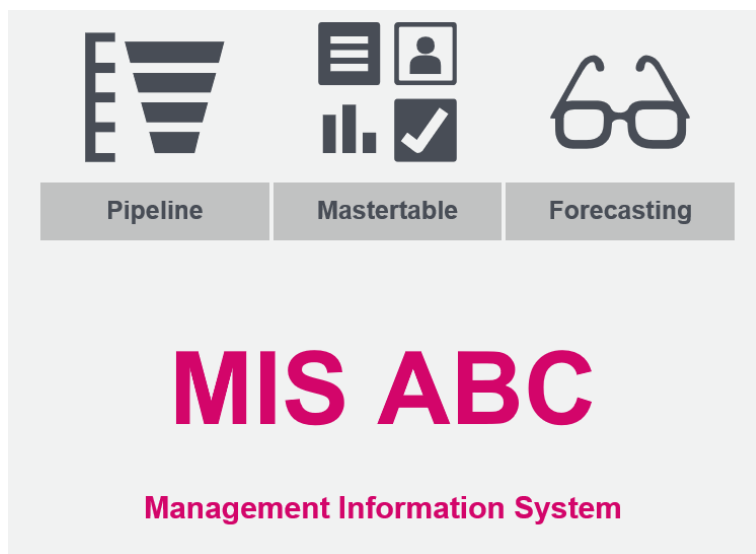 Pipeline Mastertable Forecasting
MIS ABC
Management Information System